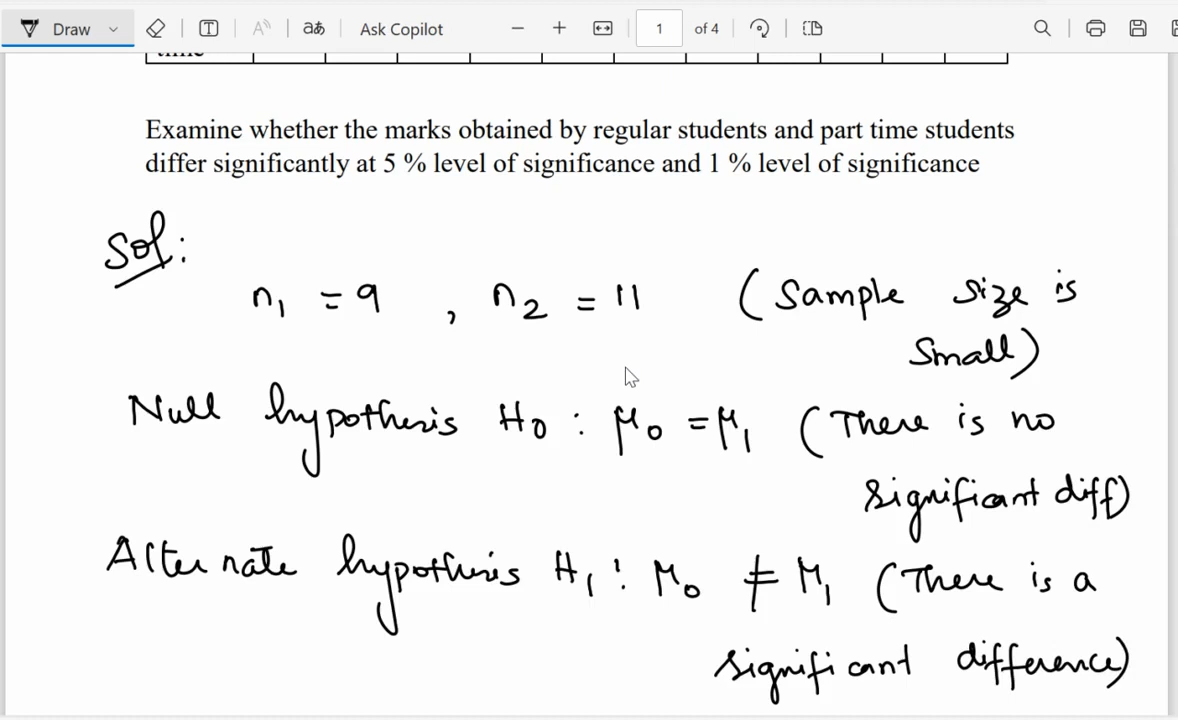 Draw aあ Ask Copilot 1 of 4
time
Examine whether the marks obtained by regular students and part time students
differ significantly at 5 % level of significance and 1 % level of significance
Sol:
n₁ = 9 , n₂ = 11 (Sample size is
small)
Null hypothesis H₀ : μ₀ = μ₁ (There is no
significant diff)
Alternate hypothesis H₁ : μ₀ ≠ μ₁ (There is a
significant difference)